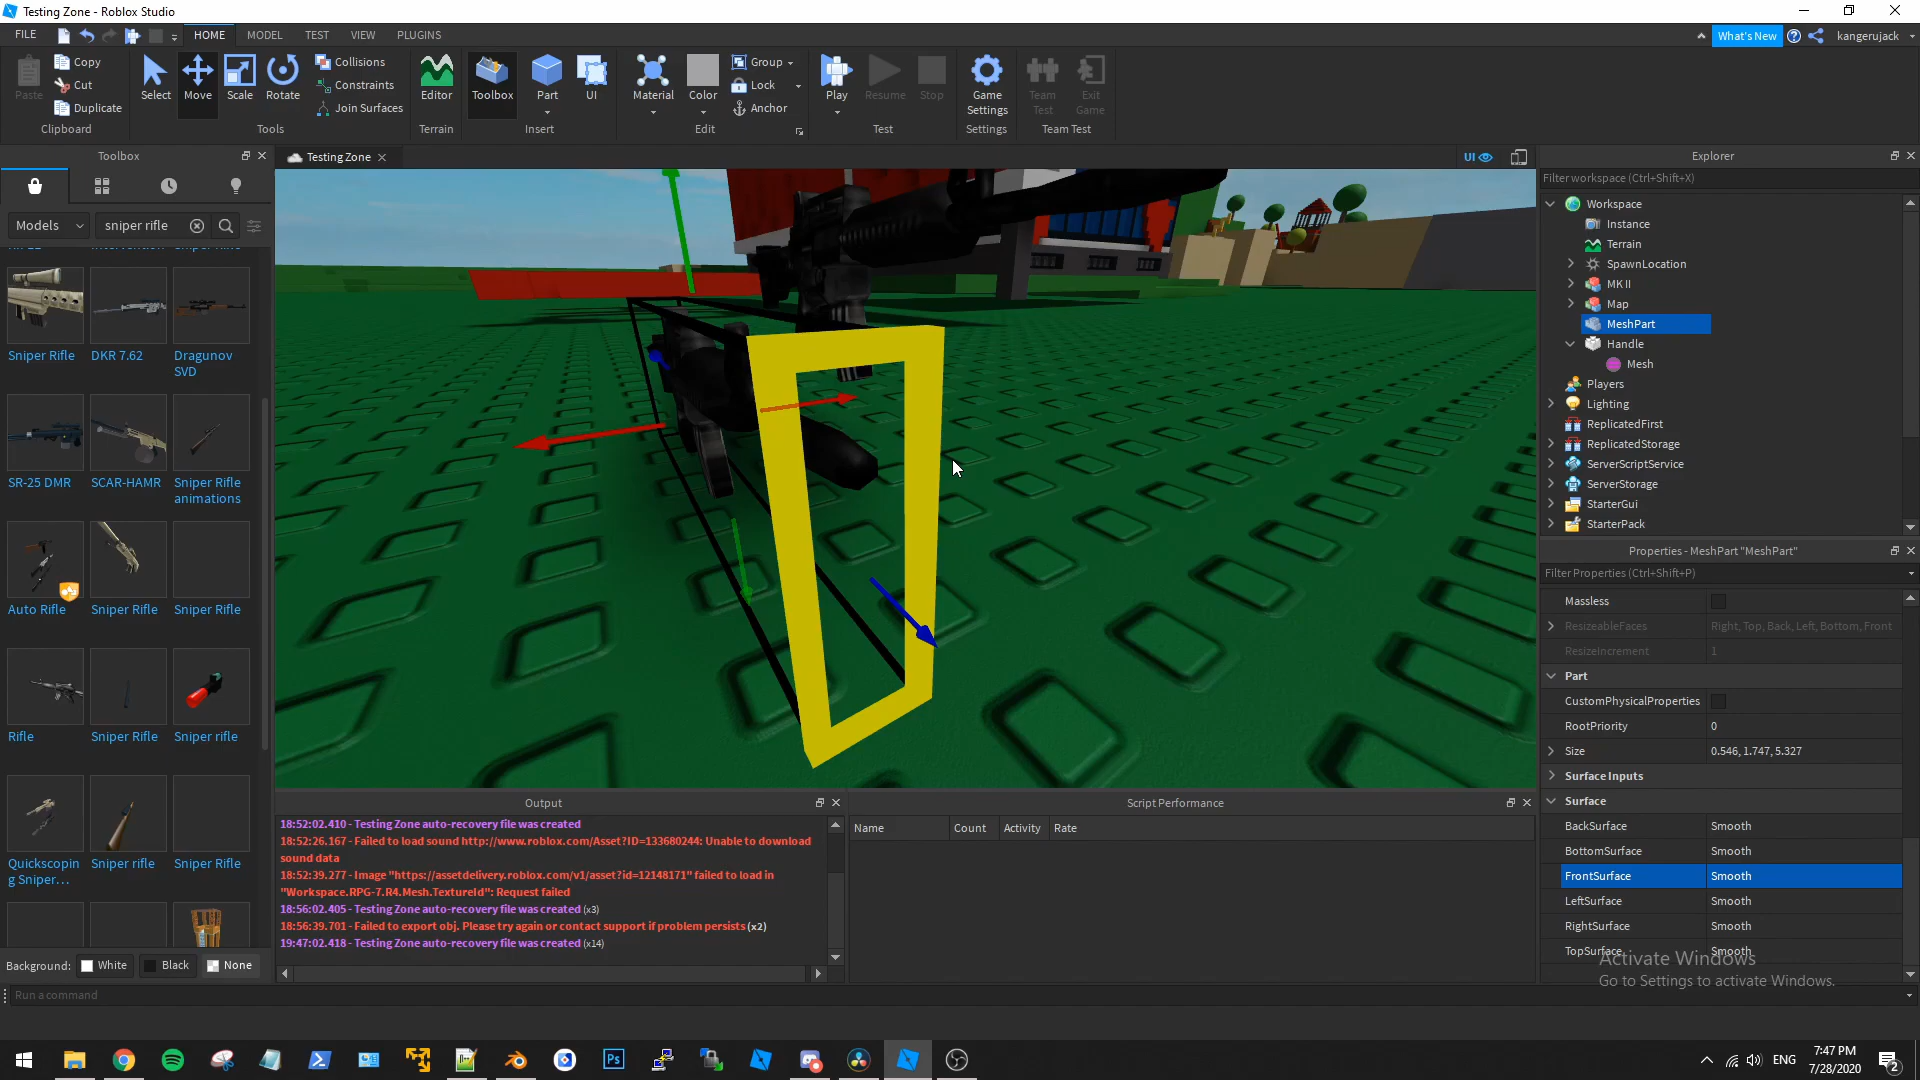 Testing Zone - Roblox Studio
FILE HOME MODEL TEST VIEW PLUGINS What's New kangerujack
Paste Copy Cut Duplicate Clipboard
Select Move Scale Rotate Collisions Constraints Join Surfaces Tools
Editor Terrain
Toolbox Part UI Insert
Material Color Group Lock Anchor Edit
Play Resume Stop Test
Game Settings Settings
Team Test Exit Game Team Test
Toolbox
Models sniper rifle
Sniper Rifle DKR 7.62 Dragunov SVD
SR-25 DMR SCAR-HAMR Sniper Rifle animations
Auto Rifle Sniper Rifle Sniper Rifle
Rifle Sniper Rifle Sniper rifle
Quickscoping Sniper... Sniper rifle Sniper Rifle
Background: White Black None
Testing Zone UI
Explorer
Filter workspace (Ctrl+Shift+X)
Workspace
Instance
Terrain
SpawnLocation
MK II
Map
MeshPart
Handle
Mesh
Players
Lighting
ReplicatedFirst
ReplicatedStorage
ServerScriptService
ServerStorage
StarterGui
StarterPack
Properties - MeshPart "MeshPart"
Filter Properties (Ctrl+Shift+P)
Massless
ResizeableFaces Right, Top, Back, Left, Bottom, Front
ResizeIncrement 1
Part
CustomPhysicalProperties
RootPriority 0
Size 0.546, 1.747, 5.327
Surface Inputs
Surface
BackSurface Smooth
BottomSurface Smooth
FrontSurface Smooth
LeftSurface Smooth
RightSurface Smooth
TopSurface Smooth
Activate Windows
Go to Settings to activate Windows.
Output
18:52:02.410 - Testing Zone auto-recovery file was created
18:52:26.167 - Failed to load sound http://www.roblox.com/Asset?ID=133680244: Unable to download
sound data
18:52:39.277 - Image "https://assetdelivery.roblox.com/v1/asset?id=12148171" failed to load in
"Workspace.RPG-7.R4.Mesh.TextureId": Request failed
18:56:02.405 - Testing Zone auto-recovery file was created (x3)
18:56:39.701 - Failed to export obj. Please try again or contact support if problem persists (x2)
19:47:02.418 - Testing Zone auto-recovery file was created (x14)
Script Performance
Name Count Activity Rate
Run a command
Ps
ENG 7:47 PM
7/28/2020
2